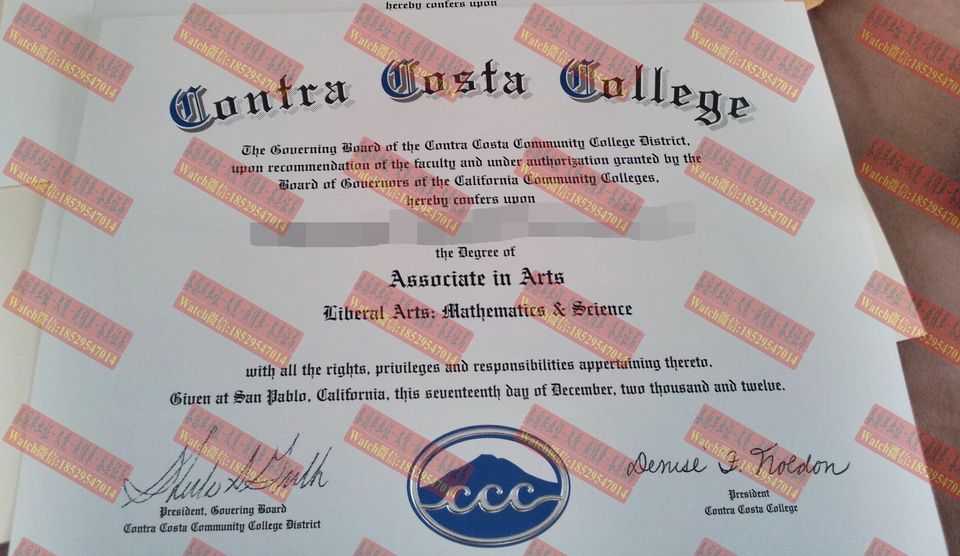 hereby confers upon
Contra Costa College
The Governing Board of the Contra Costa Community College District,
upon recommendation of the faculty and under authorization granted by the
Board of Governors of the California Community Colleges,
hereby confers upon
the Degree of
Associate in Arts
Liberal Arts: Mathematics & Science
with all the rights, privileges and responsibilities appertaining thereto.
Given at San Pablo, California, this seventeenth day of December, two thousand and twelve.
President, Govering Board
Contra Costa Community College District
ccc
Denise F. Noldon
President
Contra Costa College
Watch微信:18529547014